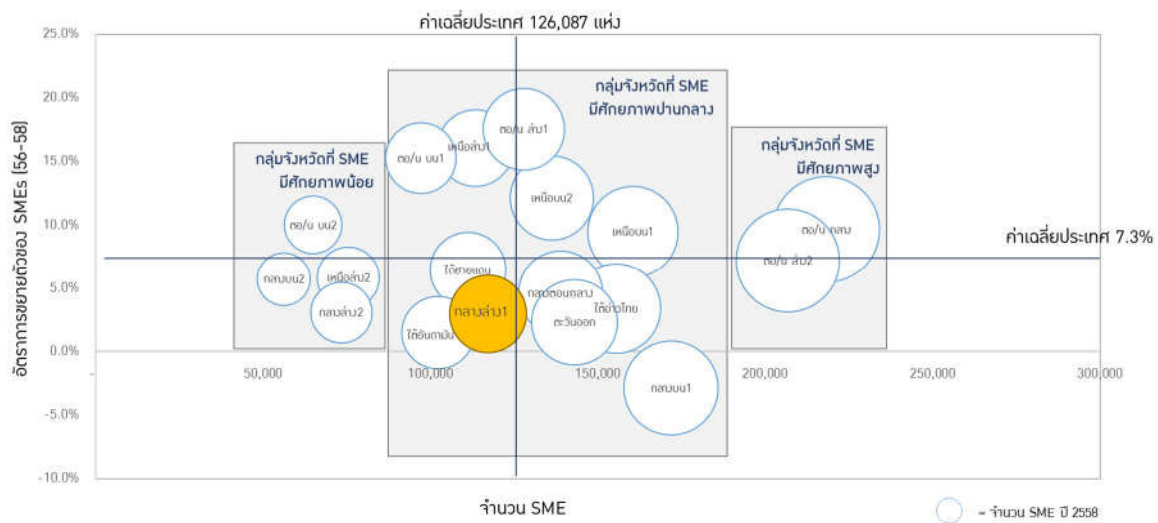 ค่าเฉลี่ยประเทศ 126,087 แห่ง
25.0%
20.0%
15.0%
10.0%
5.0%
0.0%
-5.0%
-10.0%
อัตราการขยายตัวของ SMEs (56-58)
กลุ่มจังหวัดที่ SME
มีศักยภาพน้อย
กลุ่มจังหวัดที่ SME
มีศักยภาพปานกลาง
กลุ่มจังหวัดที่ SME
มีศักยภาพสูง
ค่าเฉลี่ยประเทศ 7.3%
ตอ/น บน2
กลางบน2
เหนือล่าง2
กลางล่าง2
ตอ/น บน1
เหนือล่าง1
ตอ/น ล่าง1
เหนือบน2
เหนือบน1
ใต้ชายแดน
กลางล่าง1
ใต้อันดามัน
กลางตอนกลาง
ตะวันออก
ใต้อ่าวไทย
กลางบน1
ตอ/น กลาง
ตอ/น ล่าง2
- 50,000 100,000 150,000 200,000 250,000 300,000
จำนวน SME
= จำนวน SME ปี 2558